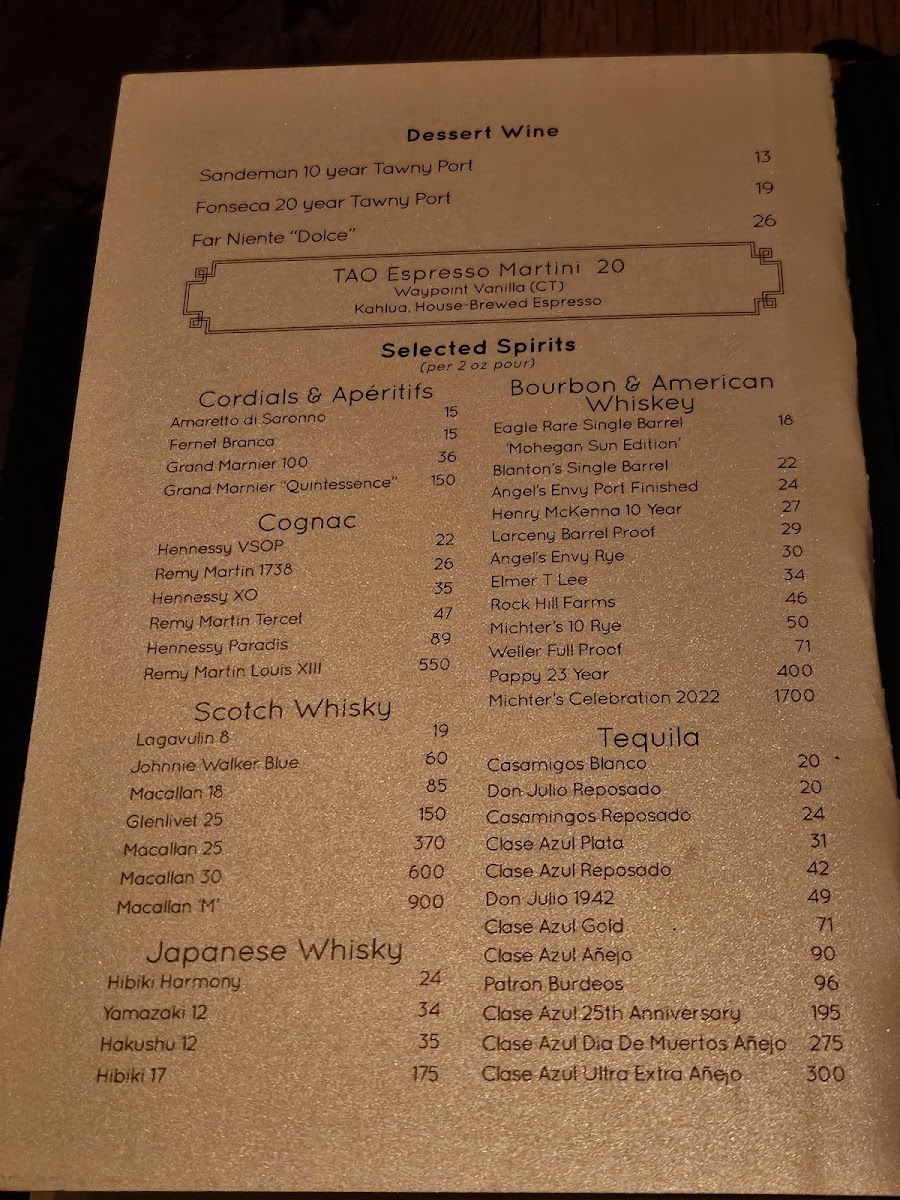 Dessert Wine
Sandeman 10 year Tawny Port 13
Fonseca 20 year Tawny Port 19
Far Niente "Dolce" 26
TAO Espresso Martini 20
Waypoint Vanilla (CT)
Kahlua, House-Brewed Espresso
Selected Spirits
(per 2 oz pour)
Cordials & Apéritifs
Amaretto di Saronno 15
Fernet Branca 15
Grand Marnier 100 36
Grand Marnier "Quintessence" 150
Cognac
Hennessy VSOP 22
Remy Martin 1738 26
Hennessy XO 35
Remy Martin Tercet 47
Hennessy Paradis 89
Remy Martin Louis XIII 550
Scotch Whisky
Lagavulin 8 19
Johnnie Walker Blue 60
Macallan 18 85
Glenlivet 25 150
Macallan 25 370
Macallan 30 600
Macallan 'M' 900
Japanese Whisky
Hibiki Harmony 24
Yamazaki 12 34
Hakushu 12 35
Hibiki 17 175
Bourbon & American
Whiskey
Eagle Rare Single Barrel 18
'Mohegan Sun Edition'
Blanton's Single Barrel 22
Angel's Envy Port Finished 24
Henry McKenna 10 Year 27
Larceny Barrel Proof 29
Angel's Envy Rye 30
Elmer T Lee 34
Rock Hill Farms 46
Michter's 10 Rye 50
Weller Full Proof 71
Pappy 23 Year 400
Michter's Celebration 2022 1700
Tequila
Casamigos Blanco 20
Don Julio Reposado 20
Casamingos Reposado 24
Clase Azul Plata 31
Clase Azul Reposado 42
Don Julio 1942 49
Clase Azul Gold 71
Clase Azul Añejo 90
Patron Burdeos 96
Clase Azul 25th Anniversary 195
Clase Azul Dia De Muertos Añejo 275
Clase Azul Ultra Extra Añejo 300